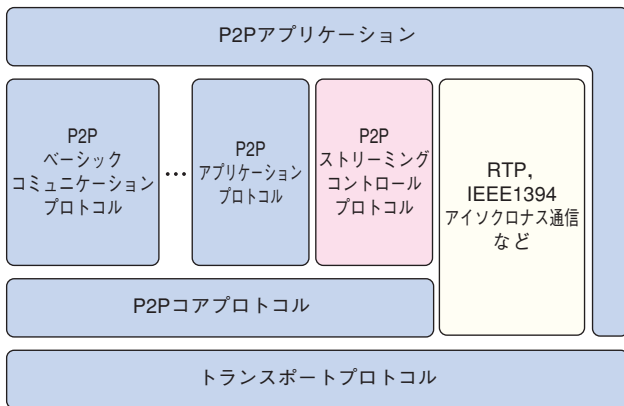 P2Pアプリケーション
P2P
ベーシック
コミュニケーション
プロトコル
…
P2P
アプリケーション
プロトコル
P2P
ストリーミング
コントロール
プロトコル
RTP，
IEEE1394
アイソクロナス通信
など
P2Pコアプロトコル
トランスポートプロトコル